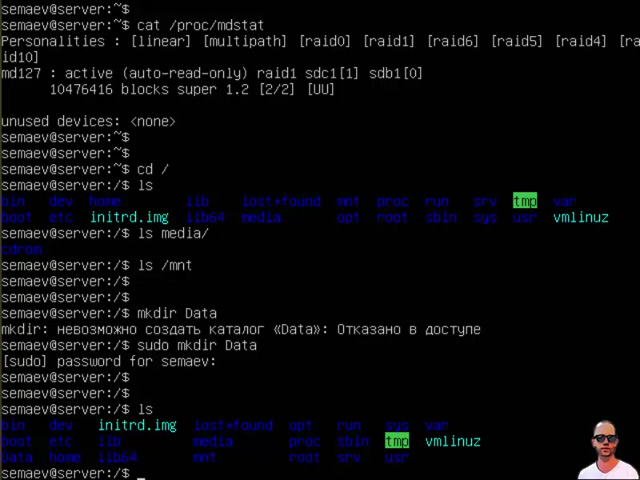 semaev@server:~$
semaev@server:~$ cat /proc/mdstat
Personalities : [linear] [multipath] [raid0] [raid1] [raid6] [raid5] [raid4] [ra
id10]
md127 : active (auto-read-only) raid1 sdc1[1] sdb1[0]
10476416 blocks super 1.2 [2/2] [UU]
unused devices: <none>
semaev@server:~$
semaev@server:~$
semaev@server:~$ cd /
semaev@server:/$ ls
bin dev home lib lost+found mnt proc run srv tmp var
boot etc initrd.img lib64 media opt root sbin sys usr vmlinuz
semaev@server:/$ ls media/
cdrom
semaev@server:/$ ls /mnt
semaev@server:/$
semaev@server:/$
semaev@server:/$ mkdir Data
mkdir: невозможно создать каталог «Data»: Отказано в доступе
semaev@server:/$ sudo mkdir Data
[sudo] password for semaev:
semaev@server:/$
semaev@server:/$
semaev@server:/$ ls
bin dev initrd.img lost+found opt run sys var
boot etc lib media proc sbin tmp vmlinuz
Data home lib64 mnt root srv usr
semaev@server:/$ _